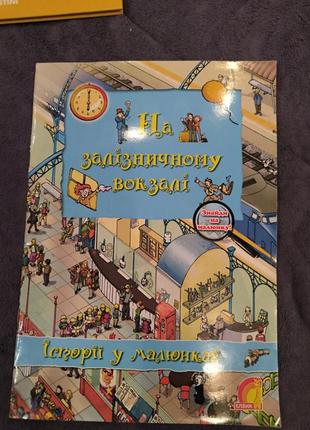 На
залізничному
вокзалі
Знайди
на
малюнку!
Історії у малюнках